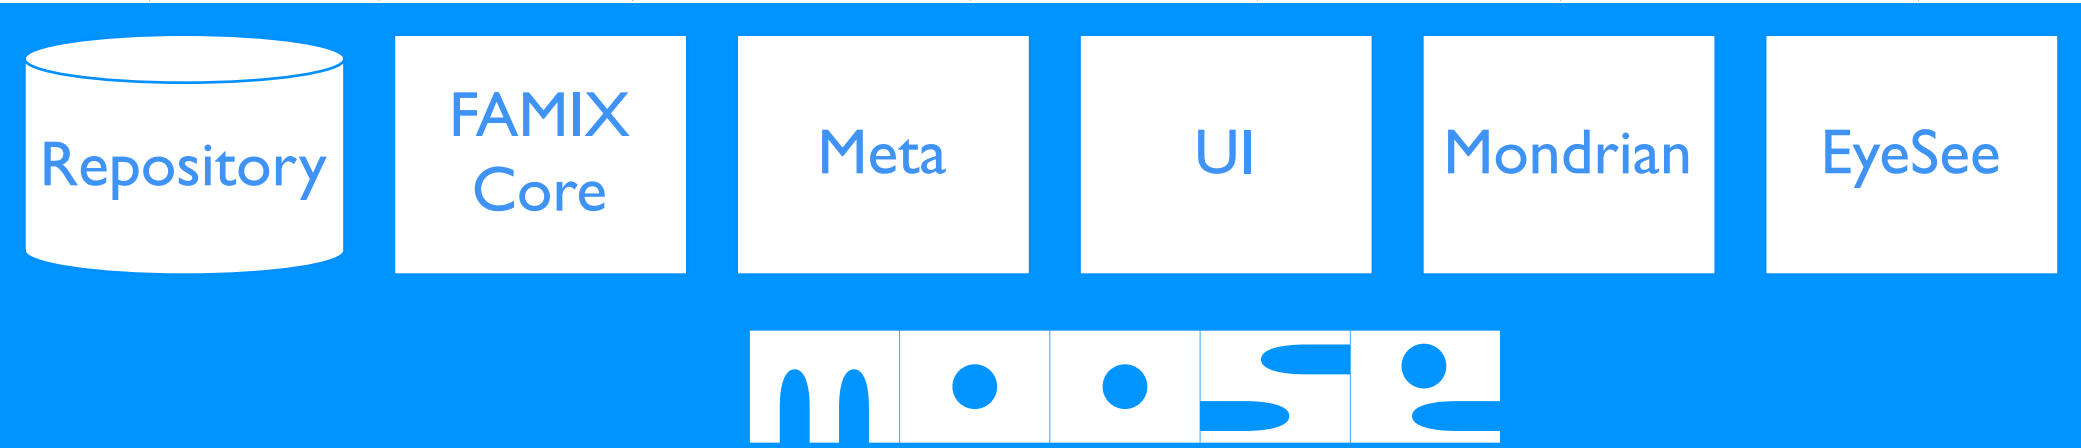 Repository
FAMIX
Core
Meta
UI
Mondrian
EyeSee
moose